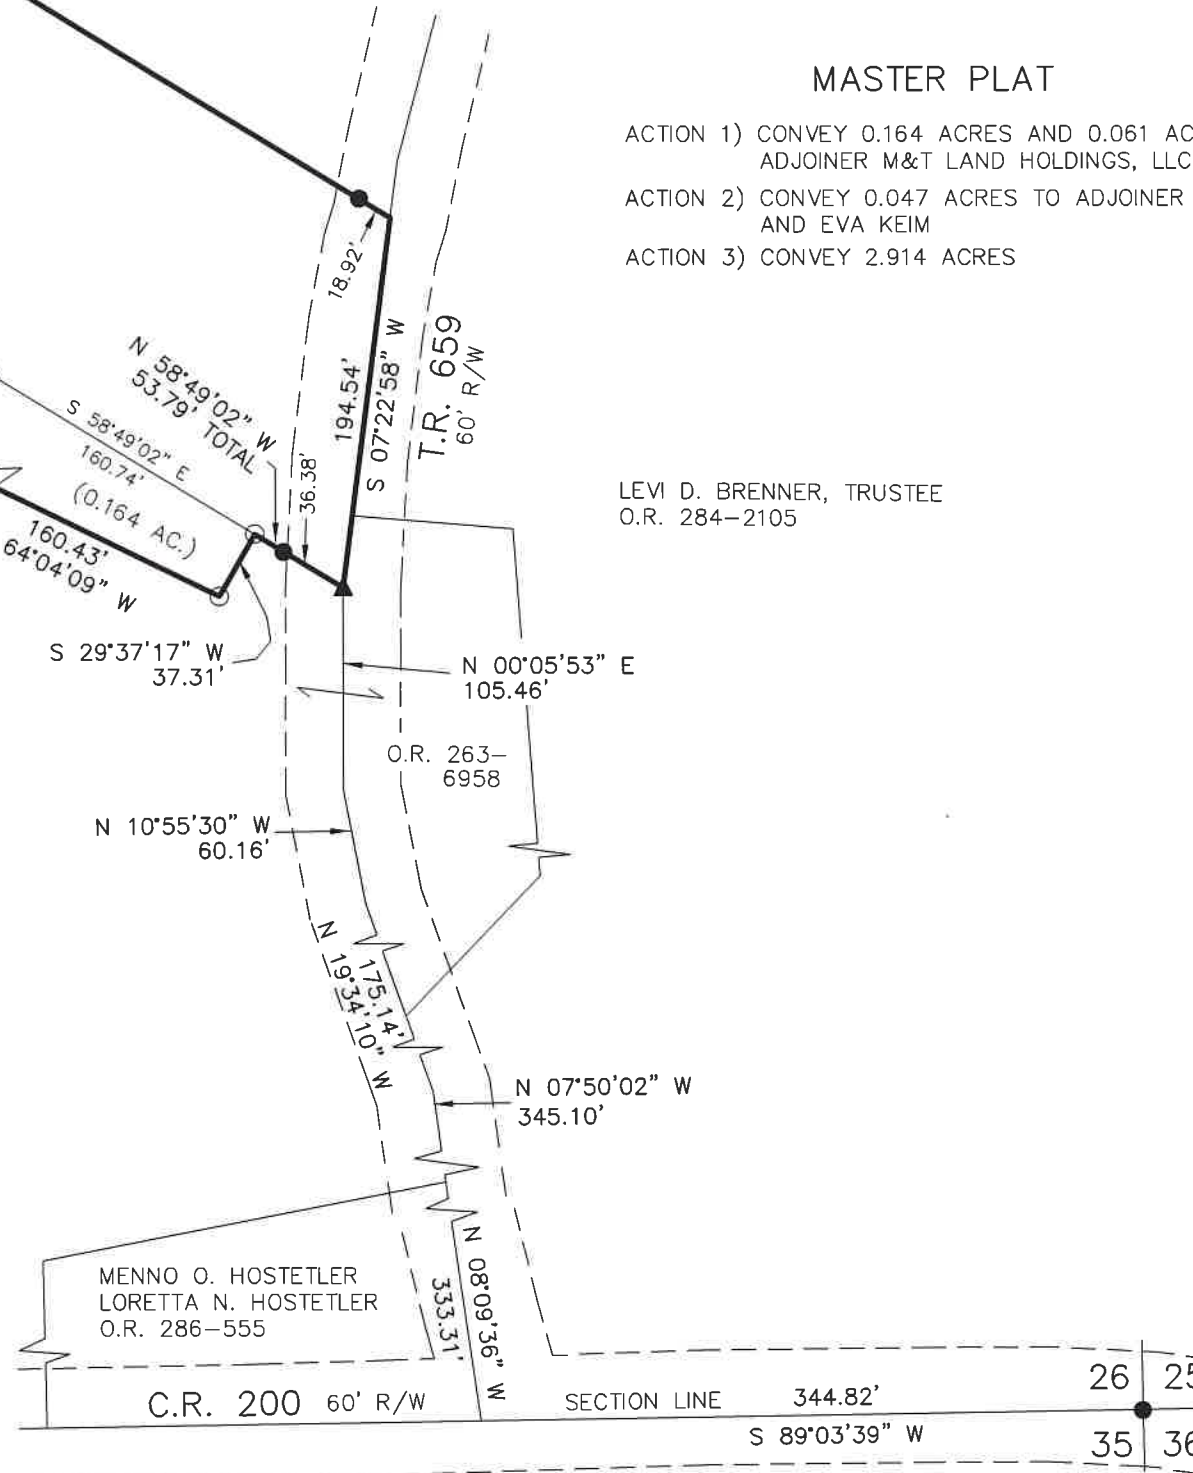 MASTER PLAT
ACTION 1) CONVEY 0.164 ACRES AND 0.061 AC
ADJOINER M&T LAND HOLDINGS, LLC
ACTION 2) CONVEY 0.047 ACRES TO ADJOINER
AND EVA KEIM
ACTION 3) CONVEY 2.914 ACRES
18.92'
194.54'
S 07°22'58" W
T.R. 659
60' R/W
N 58°49'02" W
53.79' TOTAL
36.38'
S 58°49'02" E
160.74'
(0.164 AC.)
160.43'
64°04'09" W
LEVI D. BRENNER, TRUSTEE
O.R. 284-2105
S 29°37'17" W
37.31'
N 00°05'53" E
105.46'
O.R. 263-
6958
N 10°55'30" W
60.16'
175.14'
N 19°34'10" W
N 07°50'02" W
345.10'
MENNO O. HOSTETLER
LORETTA N. HOSTETLER
O.R. 286-555
N 08°09'36" W
333.31'
C.R. 200 60' R/W
SECTION LINE 344.82'
S 89°03'39" W
26 25
35 36